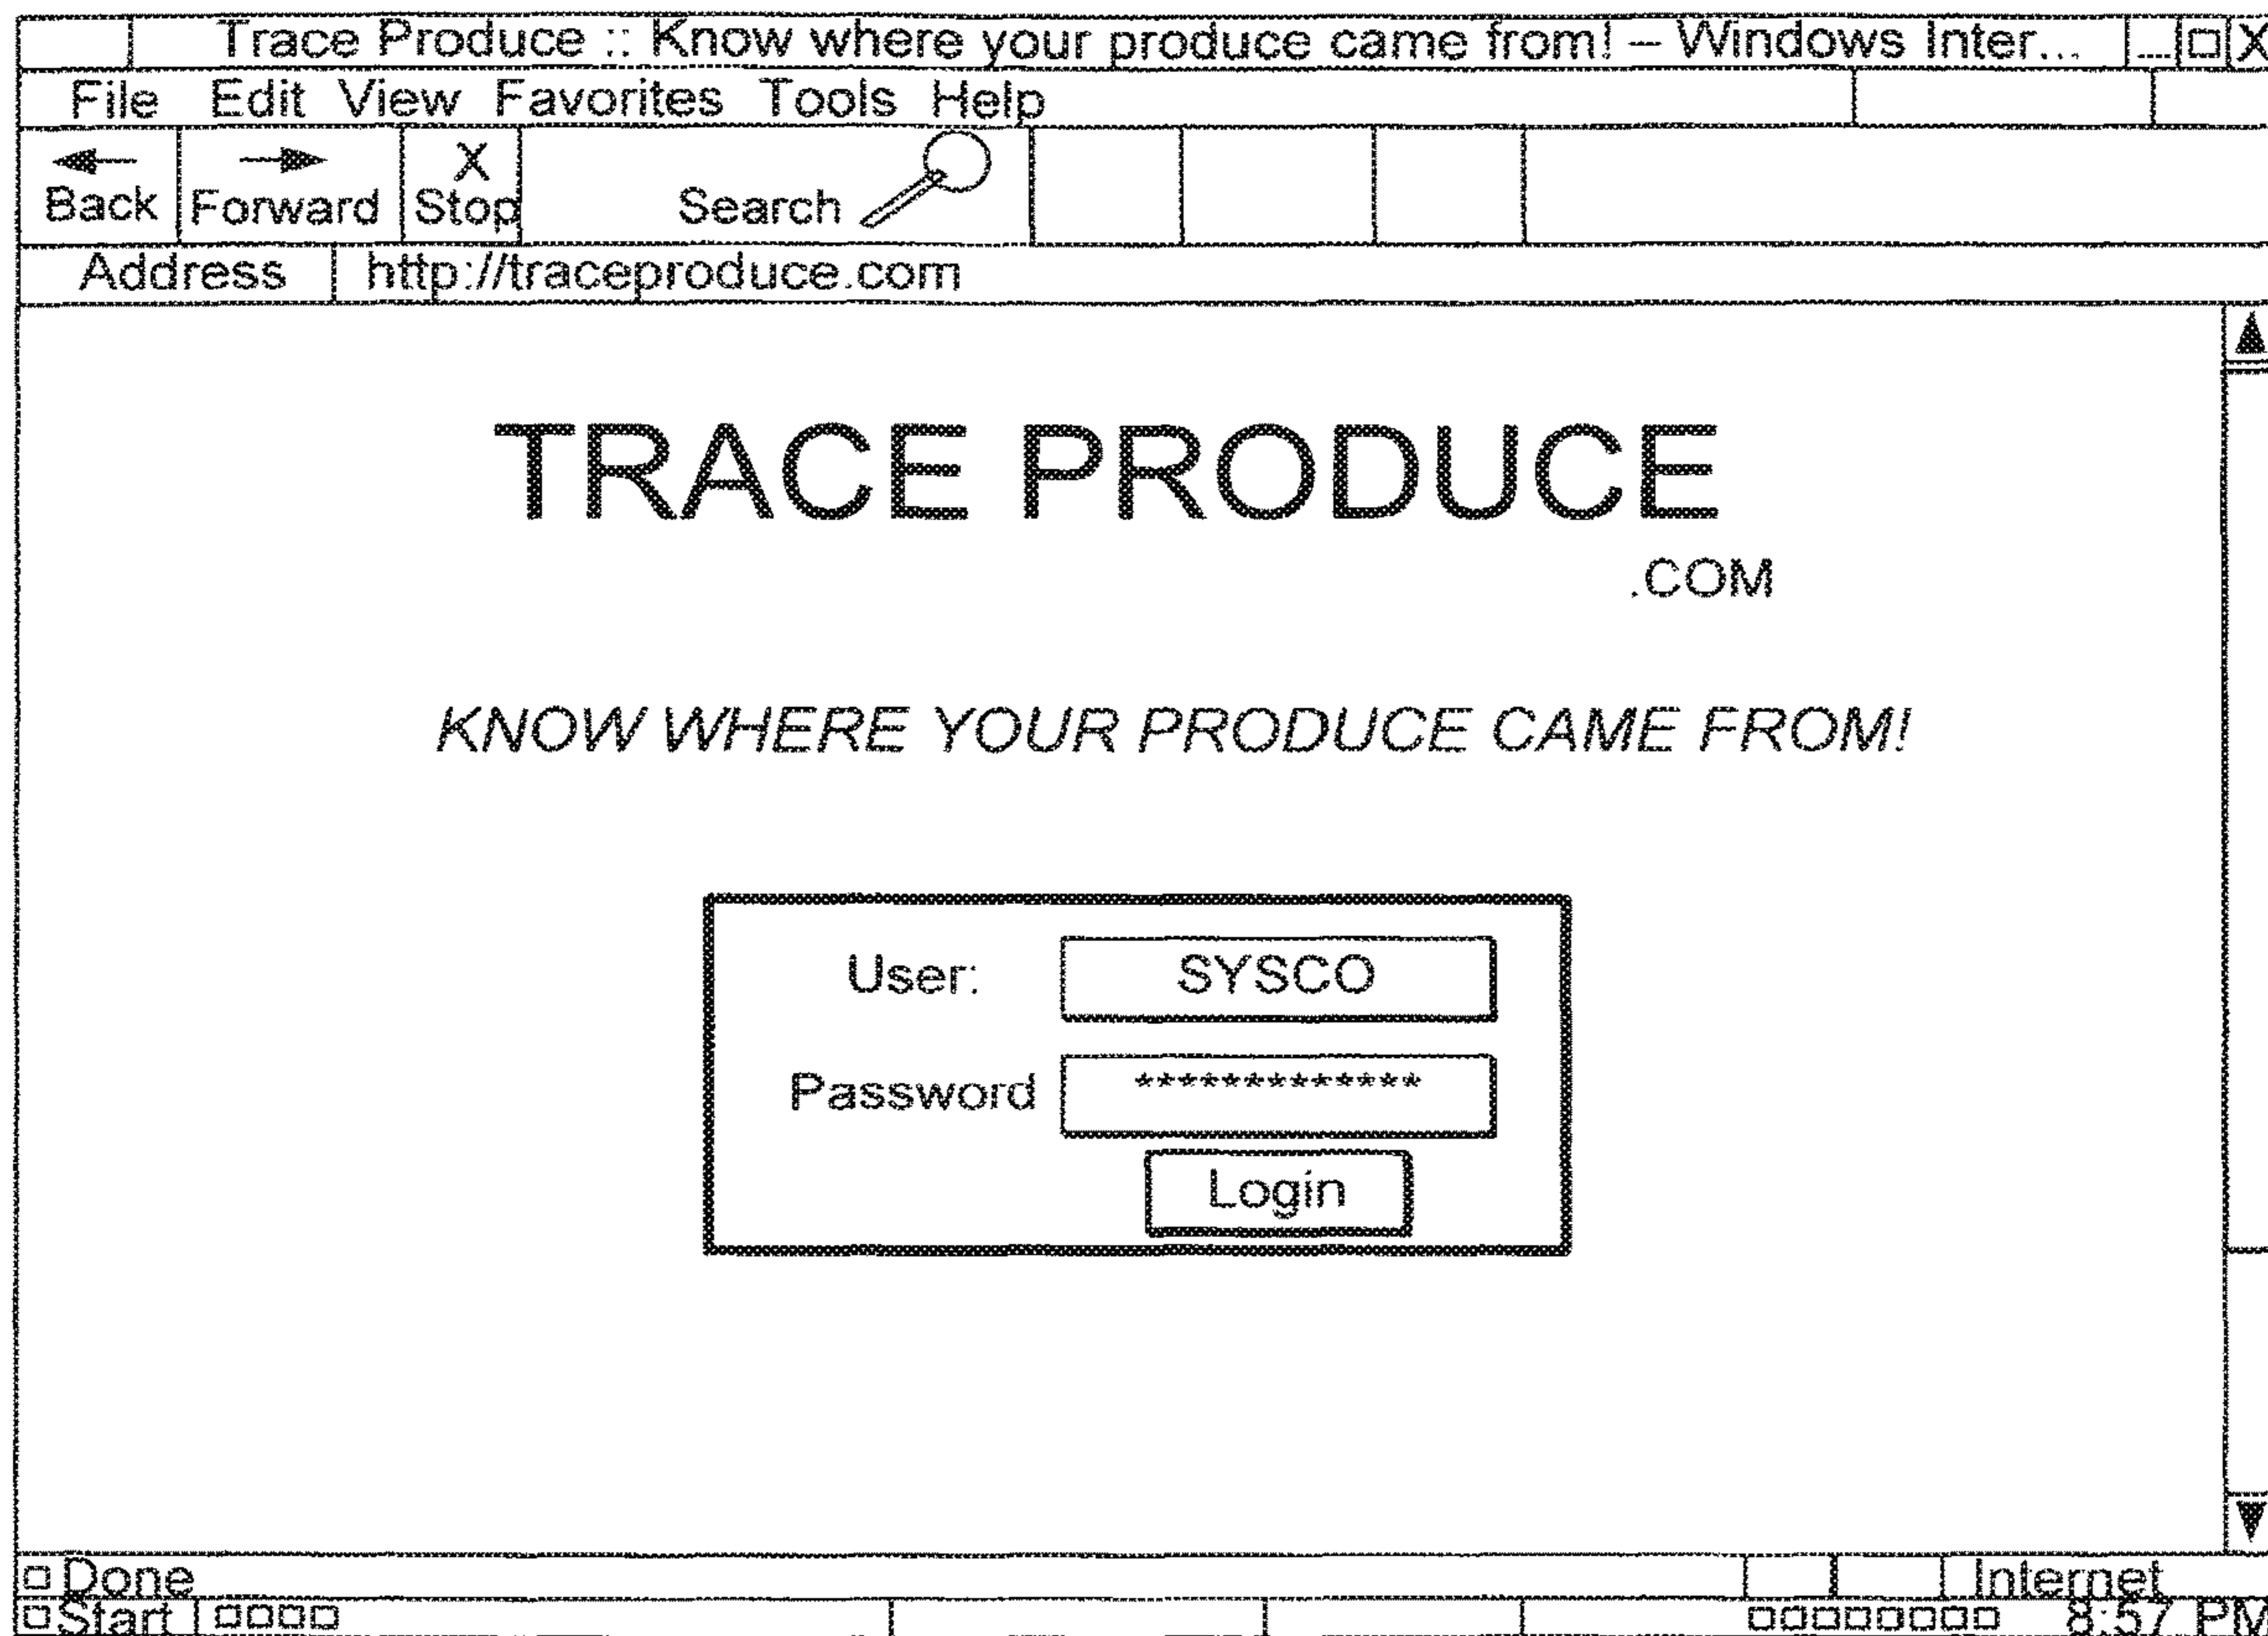 Trace Produce :: Know where your produce came from! – Windows Inter... ... X
File Edit View Favorites Tools Help
X
Back Forward Stop Search
Address http://traceproduce.com
TRACE PRODUCE
.COM
KNOW WHERE YOUR PRODUCE CAME FROM!
User: SYSCO
Password *************
Login
Done Internet
Start 8:57 PM